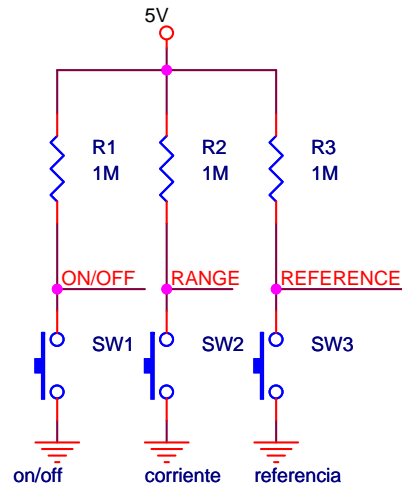 5V
R1 R2 R3
1M 1M 1M
ON/OFF RANGE REFERENCE
SW1 SW2 SW3
on/off corriente referencia